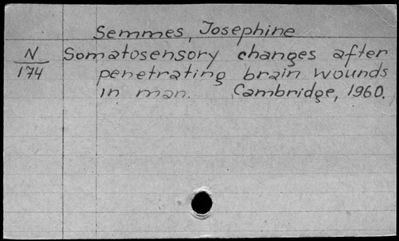 Semmes, Josephine
N
174
Somatosensory changes after
penetrating brain wounds
in man. Cambridge, 1960.